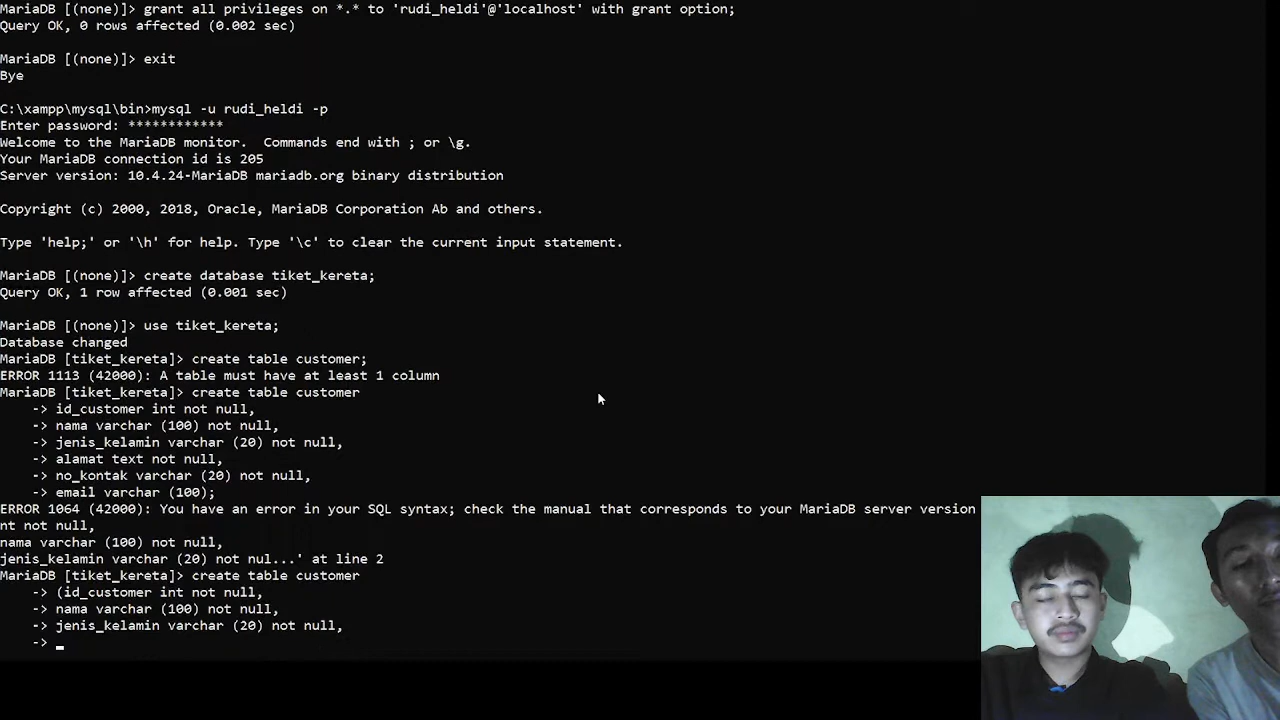 MariaDB [(none)]> grant all privileges on *.* to 'rudi_heldi'@'localhost' with grant option;
Query OK, 0 rows affected (0.002 sec)
MariaDB [(none)]> exit
Bye
C:\xampp\mysql\bin>mysql -u rudi_heldi -p
Enter password: ************
Welcome to the MariaDB monitor.  Commands end with ; or \g.
Your MariaDB connection id is 205
Server version: 10.4.24-MariaDB mariadb.org binary distribution
Copyright (c) 2000, 2018, Oracle, MariaDB Corporation Ab and others.
Type 'help;' or '\h' for help. Type '\c' to clear the current input statement.
MariaDB [(none)]> create database tiket_kereta;
Query OK, 1 row affected (0.001 sec)
MariaDB [(none)]> use tiket_kereta;
Database changed
MariaDB [tiket_kereta]> create table customer;
ERROR 1113 (42000): A table must have at least 1 column
MariaDB [tiket_kereta]> create table customer
    -> id_customer int not null,
    -> nama varchar (100) not null,
    -> jenis_kelamin varchar (20) not null,
    -> alamat text not null,
    -> no_kontak varchar (20) not null,
    -> email varchar (100);
ERROR 1064 (42000): You have an error in your SQL syntax; check the manual that corresponds to your MariaDB server version
nt not null,
nama varchar (100) not null,
jenis_kelamin varchar (20) not nul...' at line 2
MariaDB [tiket_kereta]> create table customer
    -> (id_customer int not null,
    -> nama varchar (100) not null,
    -> jenis_kelamin varchar (20) not null,
    -> _